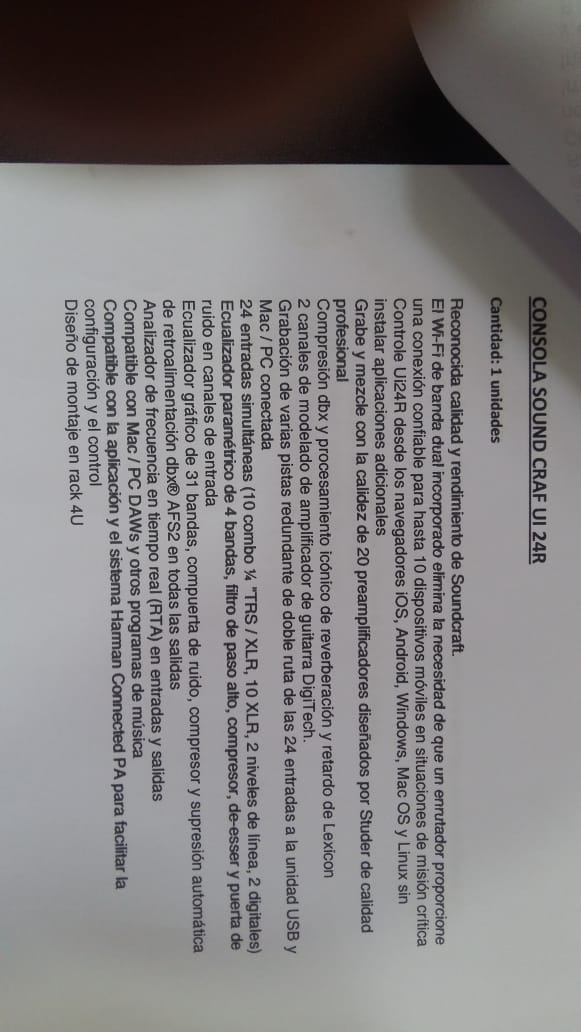 CONSOLA SOUND CRAF UI 24R
Cantidad: 1 unidades
Reconocida calidad y rendimiento de Soundcraft.
El Wi-Fi de banda dual incorporado elimina la necesidad de que un enrutador proporcione
una conexión confiable para hasta 10 dispositivos móviles en situaciones de misión crítica
Controle Ui24R desde los navegadores iOS, Android, Windows, Mac OS y Linux sin
instalar aplicaciones adicionales
Grabe y mezcle con la calidez de 20 preamplificadores diseñados por Studer de calidad
profesional
Compresión dbx y procesamiento icónico de reverberación y retardo de Lexicon
2 canales de modelado de amplificador de guitarra DigiTech.
Grabación de varias pistas redundante de doble ruta de las 24 entradas a la unidad USB y
Mac / PC conectada
24 entradas simultáneas (10 combo ¼ "TRS / XLR, 10 XLR, 2 niveles de línea, 2 digitales)
Ecualizador paramétrico de 4 bandas, filtro de paso alto, compresor, de-esser y puerta de
ruido en canales de entrada
Ecualizador gráfico de 31 bandas, compuerta de ruido, compresor y supresión automática
de retroalimentación dbx® AFS2 en todas las salidas
Analizador de frecuencia en tiempo real (RTA) en entradas y salidas
Compatible con Mac / PC DAWs y otros programas de música
Compatible con la aplicación y el sistema Harman Connected PA para facilitar la
configuración y el control
Diseño de montaje en rack 4U